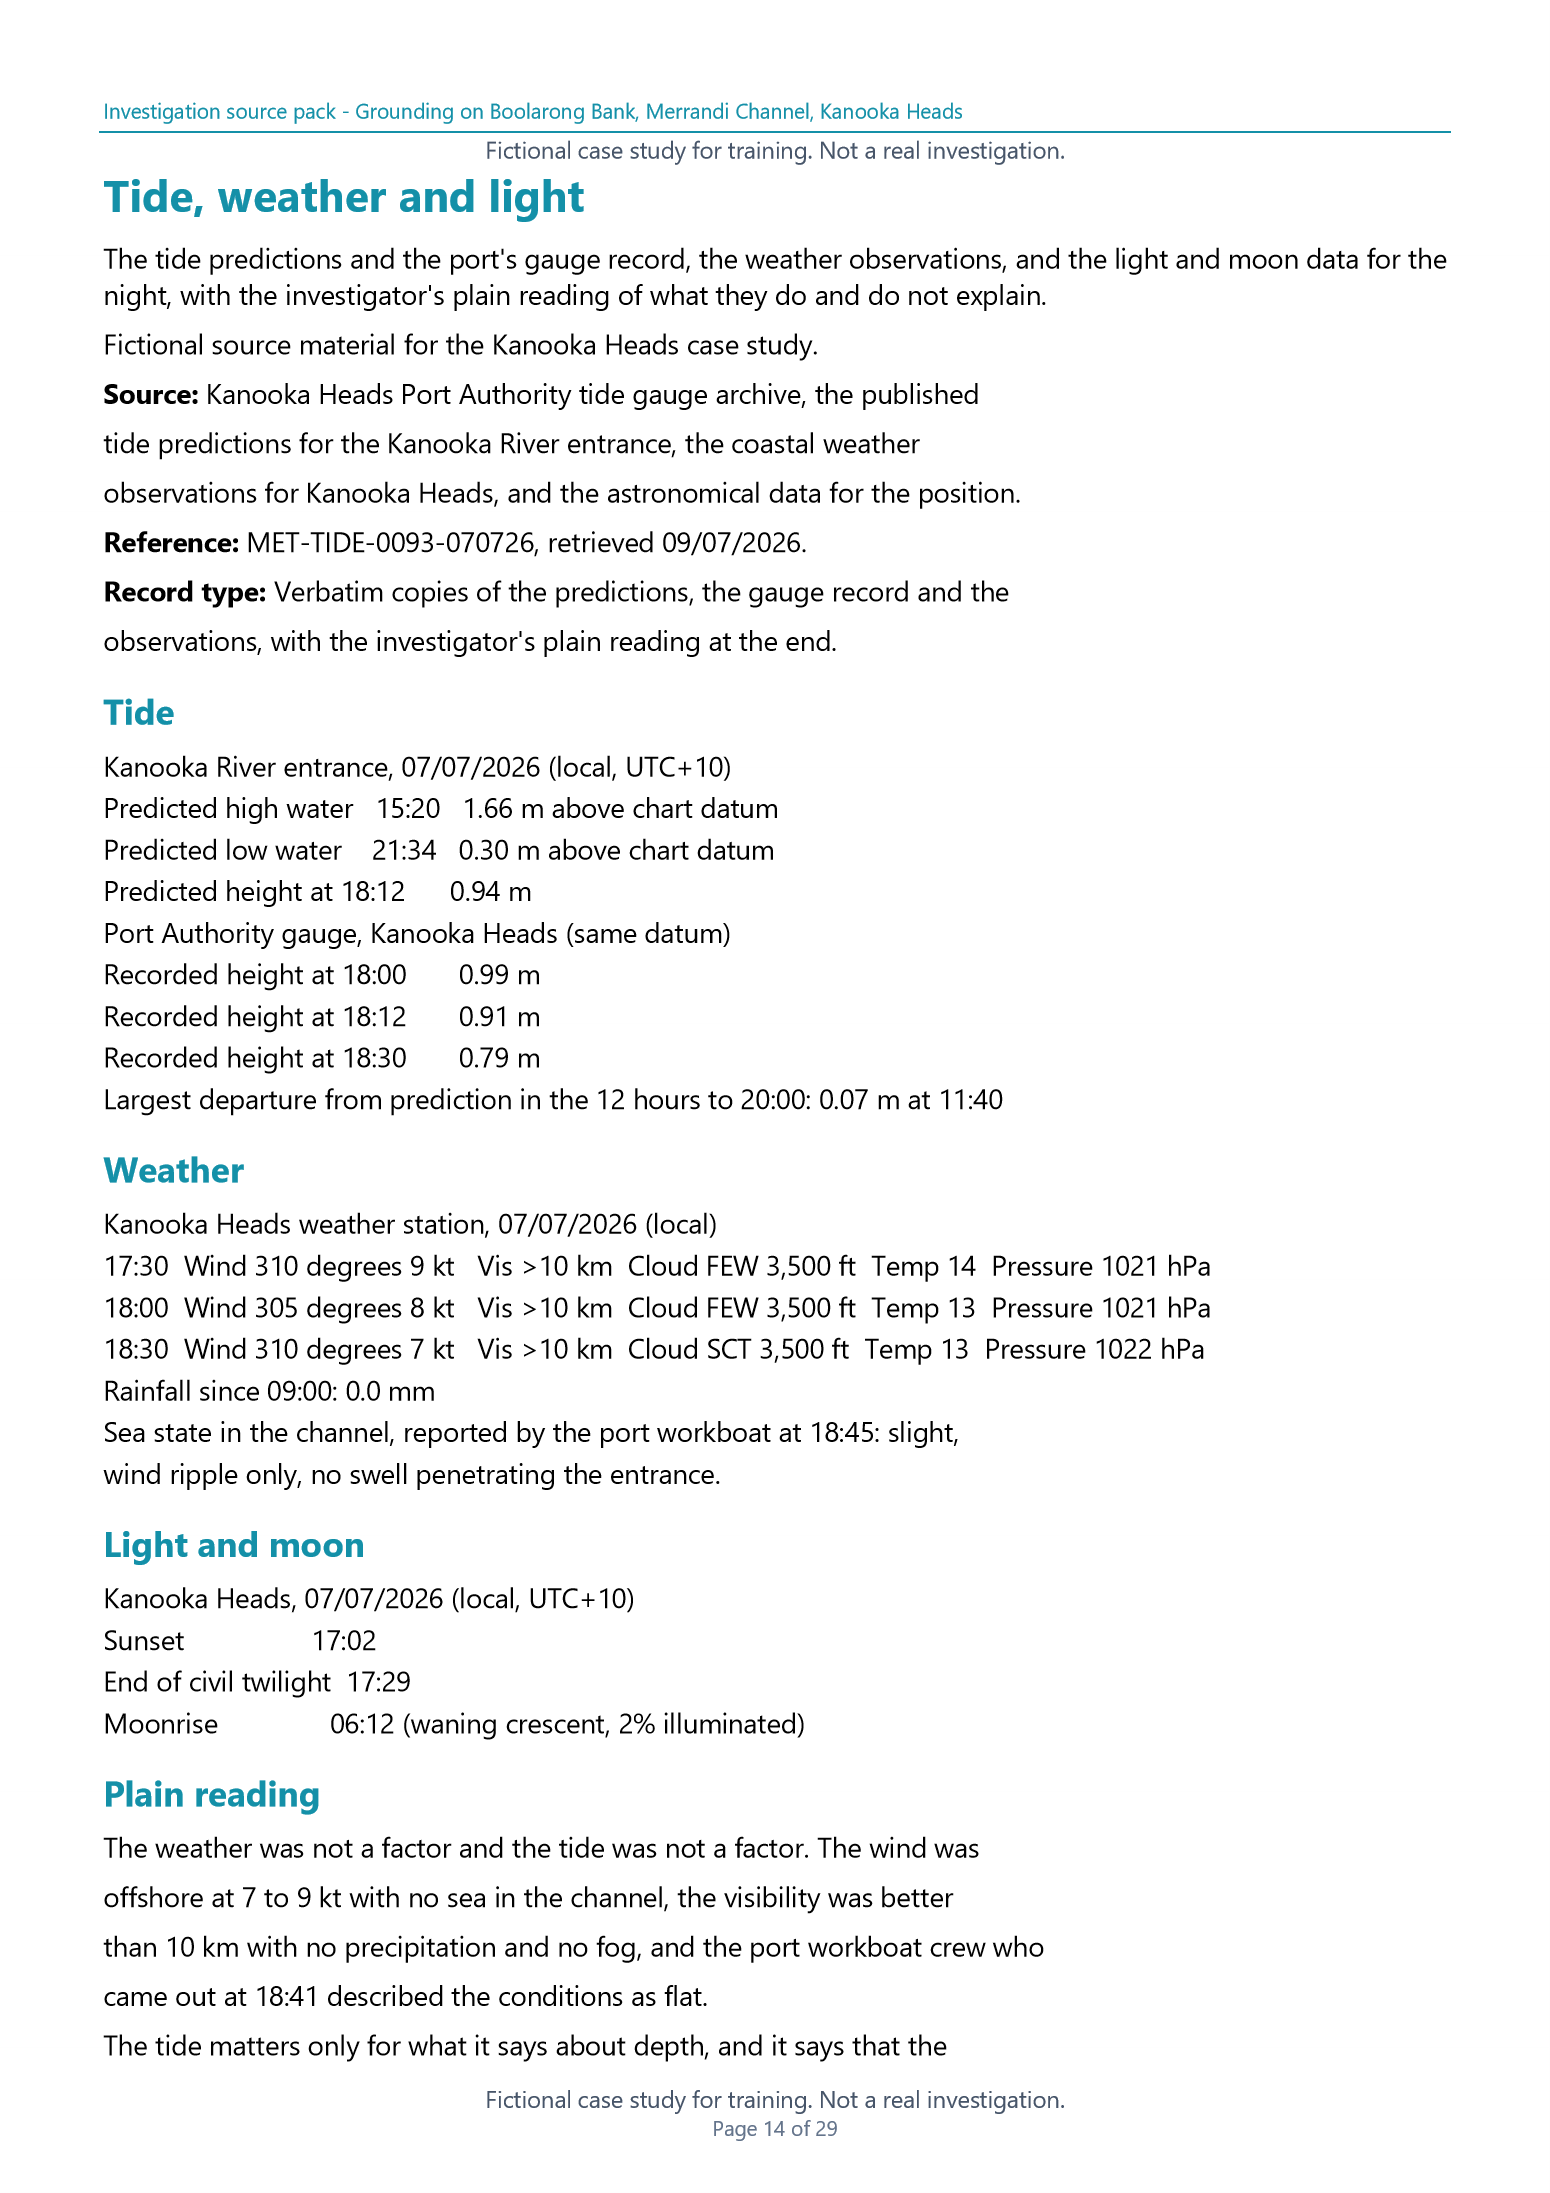 Investigation source pack - Grounding on Boolarong Bank, Merrandi Channel, Kanooka Heads
Fictional case study for training. Not a real investigation.
Tide, weather and light
The tide predictions and the port's gauge record, the weather observations, and the light and moon data for the
night, with the investigator's plain reading of what they do and do not explain.
Fictional source material for the Kanooka Heads case study.
Source: Kanooka Heads Port Authority tide gauge archive, the published
tide predictions for the Kanooka River entrance, the coastal weather
observations for Kanooka Heads, and the astronomical data for the position.
Reference: MET-TIDE-0093-070726, retrieved 09/07/2026.
Record type: Verbatim copies of the predictions, the gauge record and the
observations, with the investigator's plain reading at the end.
Tide
Kanooka River entrance, 07/07/2026 (local, UTC+10)
Predicted high water 15:20 1.66 m above chart datum
Predicted low water 21:34 0.30 m above chart datum
Predicted height at 18:12 0.94 m
Port Authority gauge, Kanooka Heads (same datum)
Recorded height at 18:00 0.99 m
Recorded height at 18:12 0.91 m
Recorded height at 18:30 0.79 m
Largest departure from prediction in the 12 hours to 20:00: 0.07 m at 11:40
Weather
Kanooka Heads weather station, 07/07/2026 (local)
17:30 Wind 310 degrees 9 kt Vis >10 km Cloud FEW 3,500 ft Temp 14 Pressure 1021 hPa
18:00 Wind 305 degrees 8 kt Vis >10 km Cloud FEW 3,500 ft Temp 13 Pressure 1021 hPa
18:30 Wind 310 degrees 7 kt Vis >10 km Cloud SCT 3,500 ft Temp 13 Pressure 1022 hPa
Rainfall since 09:00: 0.0 mm
Sea state in the channel, reported by the port workboat at 18:45: slight,
wind ripple only, no swell penetrating the entrance.
Light and moon
Kanooka Heads, 07/07/2026 (local, UTC+10)
Sunset 17:02
End of civil twilight 17:29
Moonrise 06:12 (waning crescent, 2% illuminated)
Plain reading
The weather was not a factor and the tide was not a factor. The wind was
offshore at 7 to 9 kt with no sea in the channel, the visibility was better
than 10 km with no precipitation and no fog, and the port workboat crew who
came out at 18:41 described the conditions as flat.
The tide matters only for what it says about depth, and it says that the
Fictional case study for training. Not a real investigation.
Page 14 of 29